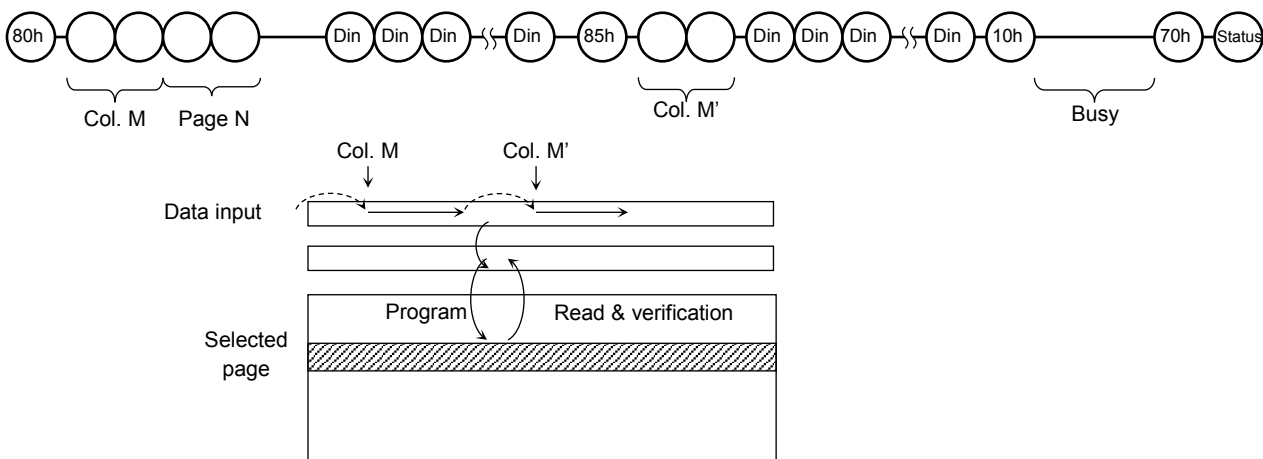 80h Din Din Din Din 85h Din Din Din Din 10h 70h Status
Col. M Page N Col. M’ Busy
Col. M Col. M’
Data input
Program Read & verification
Selected
page